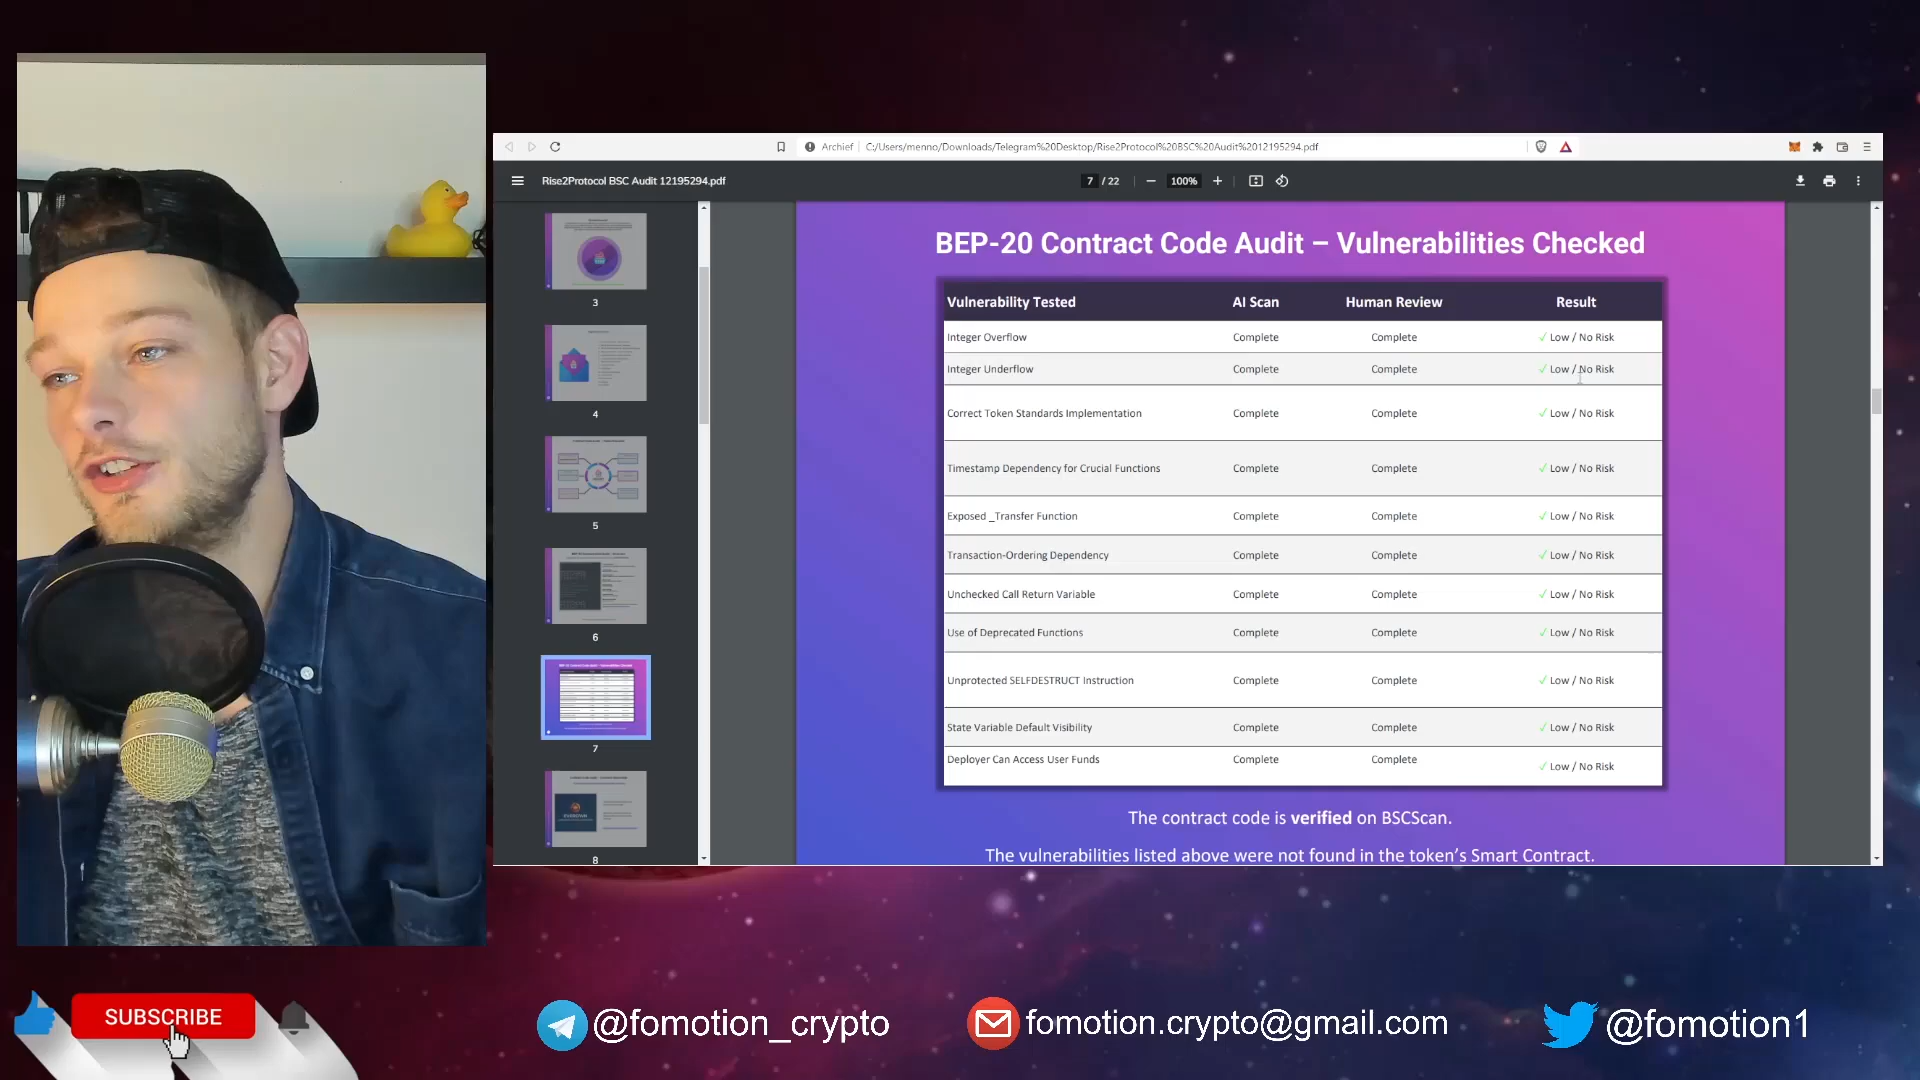 Archief
C:/Users/menno/Downloads/Telegram%20Desktop/Rise2Protocol%20BSC%20Audit%2012195294.pdf
Rise2Protocol BSC Audit 12195294.pdf
7 / 22
100%
3
4
5
6
7
8
BEP-20 Contract Code Audit – Vulnerabilities Checked
Vulnerability Tested AI Scan Human Review Result
Integer Overflow Complete Complete ✓ Low / No Risk
Integer Underflow Complete Complete ✓ Low / No Risk
Correct Token Standards Implementation Complete Complete ✓ Low / No Risk
Timestamp Dependency for Crucial Functions Complete Complete ✓ Low / No Risk
Exposed _Transfer Function Complete Complete ✓ Low / No Risk
Transaction-Ordering Dependency Complete Complete ✓ Low / No Risk
Unchecked Call Return Variable Complete Complete ✓ Low / No Risk
Use of Deprecated Functions Complete Complete ✓ Low / No Risk
Unprotected SELFDESTRUCT Instruction Complete Complete ✓ Low / No Risk
State Variable Default Visibility Complete Complete ✓ Low / No Risk
Deployer Can Access User Funds Complete Complete ✓ Low / No Risk
The contract code is verified on BSCScan.
The vulnerabilities listed above were not found in the token's Smart Contract.
SUBSCRIBE
@fomotion_crypto
fomotion.crypto@gmail.com
@fomotion1